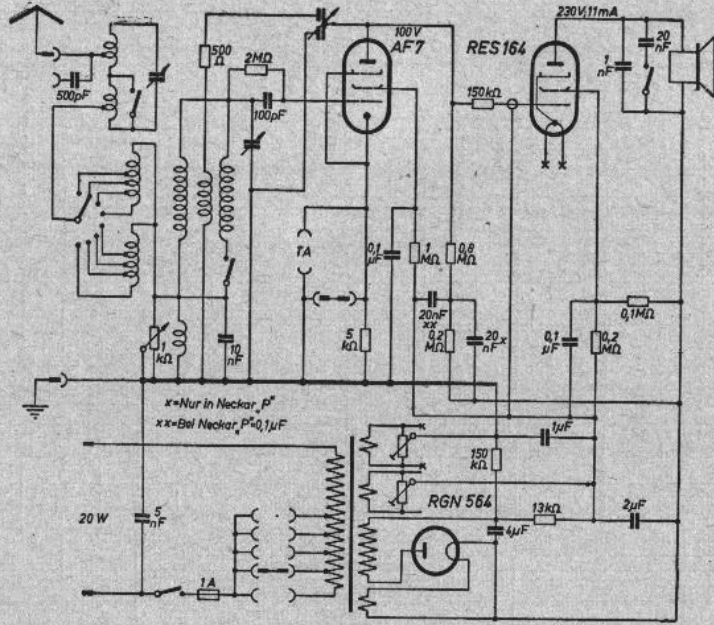 500pF
500
Ω
2MΩ
100pF
100V
AF7
230V; 11mA
RES164
1
nF
20
nF
150kΩ
TA
0,1
µF
1
MΩ
0,8
MΩ
20nF
xx
0,2
MΩ
20
nF x
0,1
µF
0,2
MΩ
0,1MΩ
5
kΩ
1
kΩ
10
nF
x=Nur in Neckar „P"
xx=Bei Neckar „P"=0,1µF
1µF
150
kΩ
RGN 564
13kΩ
2µF
4µF
20 W
5
nF
1A